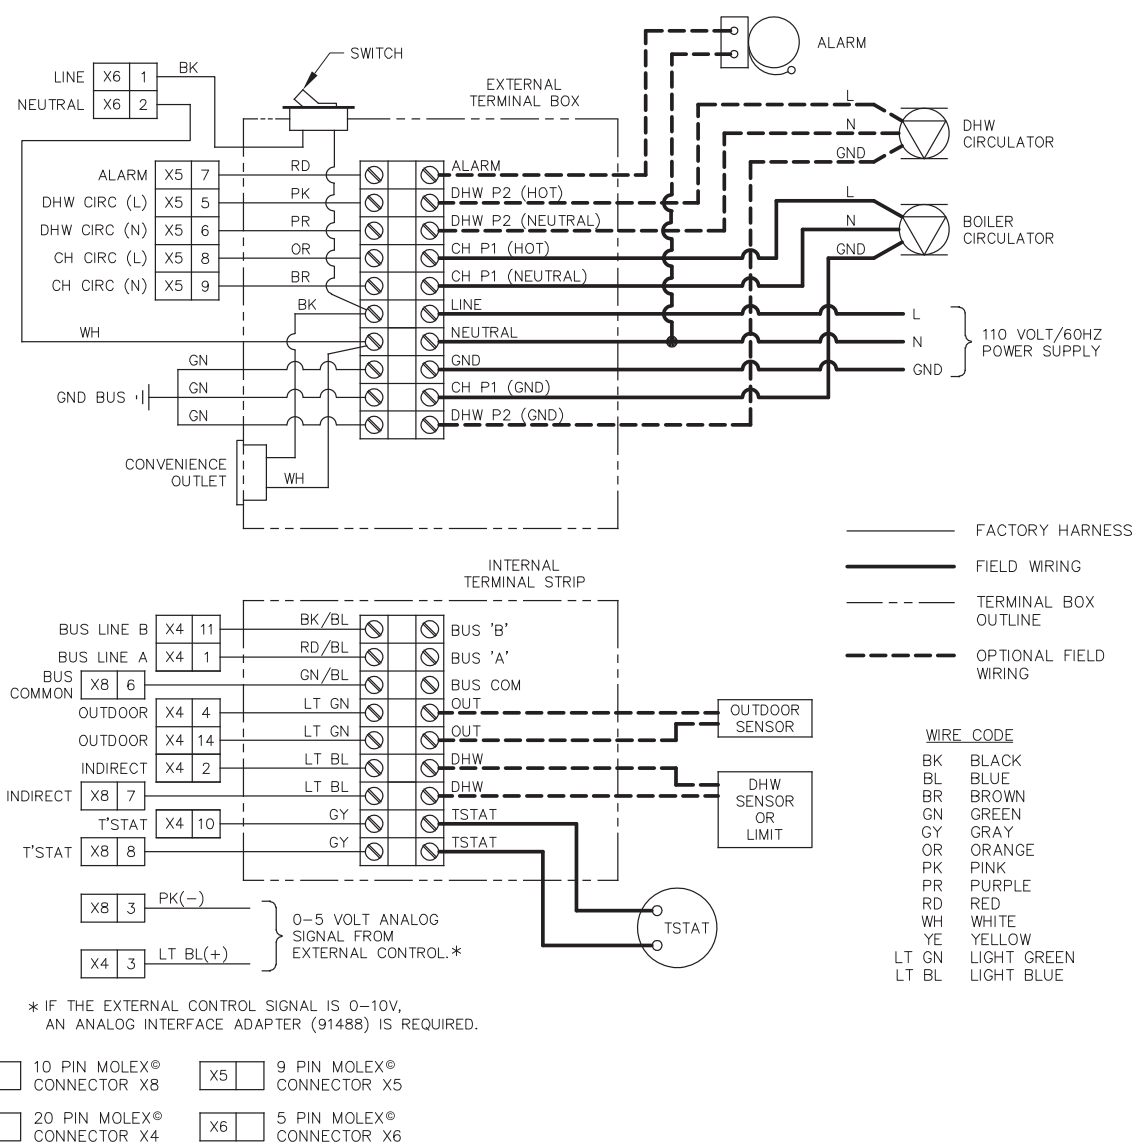 SWITCH
ALARM
LINE X6 1 BK
NEUTRAL X6 2
EXTERNAL
TERMINAL BOX
L
N
GND
DHW
CIRCULATOR
ALARM X5 7 RD ALARM
DHW CIRC (L) X5 5 PK DHW P2 (HOT)
DHW CIRC (N) X5 6 PR DHW P2 (NEUTRAL)
CH CIRC (L) X5 8 OR CH P1 (HOT)
CH CIRC (N) X5 9 BR CH P1 (NEUTRAL)
L
N
GND
BOILER
CIRCULATOR
BK LINE L
WH NEUTRAL N
GN GND GND
110 VOLT/60HZ
POWER SUPPLY
GND BUS GN CH P1 (GND)
GN DHW P2 (GND)
CONVENIENCE
OUTLET
WH
FACTORY HARNESS
FIELD WIRING
TERMINAL BOX
OUTLINE
OPTIONAL FIELD
WIRING
INTERNAL
TERMINAL STRIP
BUS LINE B X4 11 BK/BL BUS 'B'
BUS LINE A X4 1 RD/BL BUS 'A'
BUS
COMMON X8 6 GN/BL BUS COM
OUTDOOR X4 4 LT GN OUT
OUTDOOR X4 14 LT GN OUT
OUTDOOR
SENSOR
INDIRECT X4 2 LT BL DHW
INDIRECT X8 7 LT BL DHW
DHW
SENSOR
OR
LIMIT
T'STAT X4 10 GY TSTAT
T'STAT X8 8 GY TSTAT
TSTAT
X8 3 PK(-)
X4 3 LT BL(+)
0-5 VOLT ANALOG
SIGNAL FROM
EXTERNAL CONTROL.*
WIRE CODE
BK BLACK
BL BLUE
BR BROWN
GN GREEN
GY GRAY
OR ORANGE
PK PINK
PR PURPLE
RD RED
WH WHITE
YE YELLOW
LT GN LIGHT GREEN
LT BL LIGHT BLUE
* IF THE EXTERNAL CONTROL SIGNAL IS 0-10V,
AN ANALOG INTERFACE ADAPTER (91488) IS REQUIRED.
10 PIN MOLEX©
CONNECTOR X8
X5 9 PIN MOLEX©
CONNECTOR X5
20 PIN MOLEX©
CONNECTOR X4
X6 5 PIN MOLEX©
CONNECTOR X6